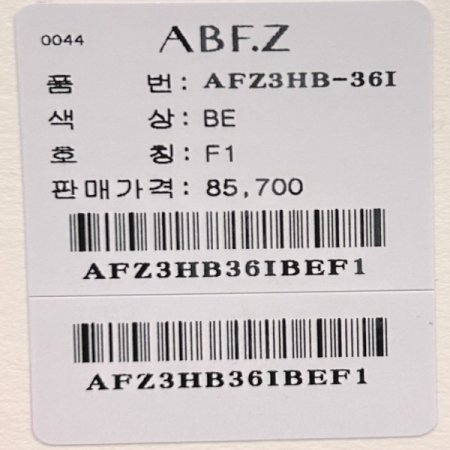 0044 ABF.Z
품 번: AFZ3HB-36I
색 상: BE
호 칭: F1
판매가격: 85,700
AFZ3HB36IBEF1
AFZ3HB36IBEF1